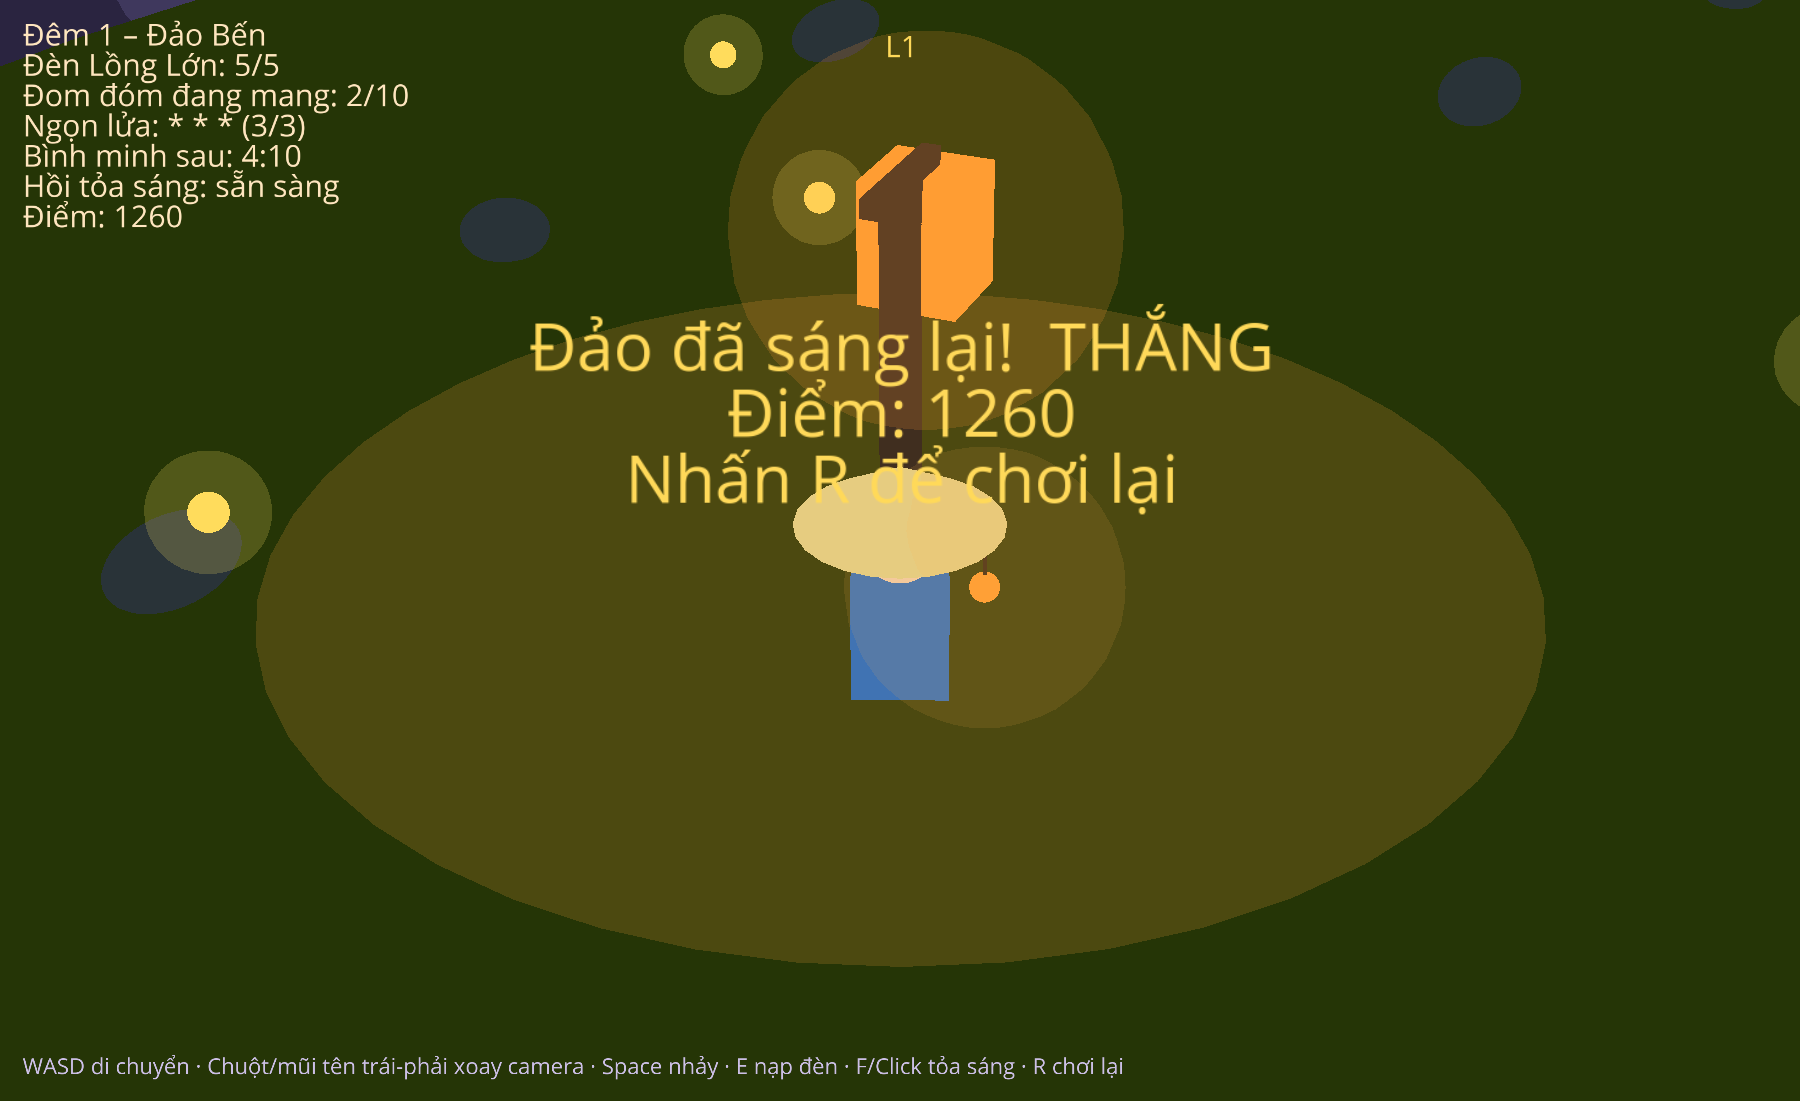 Đêm 1 – Đảo Bến
Đèn Lồng Lớn: 5/5
Đom đóm đang mang: 2/10
Ngọn lửa: * * * (3/3)
Bình minh sau: 4:10
Hồi tỏa sáng: sẵn sàng
Điểm: 1260
L1
Đảo đã sáng lại!  THẮNG
Điểm: 1260
Nhấn R để chơi lại
WASD di chuyển · Chuột/mũi tên trái-phải xoay camera · Space nhảy · E nạp đèn · F/Click tỏa sáng · R chơi lại